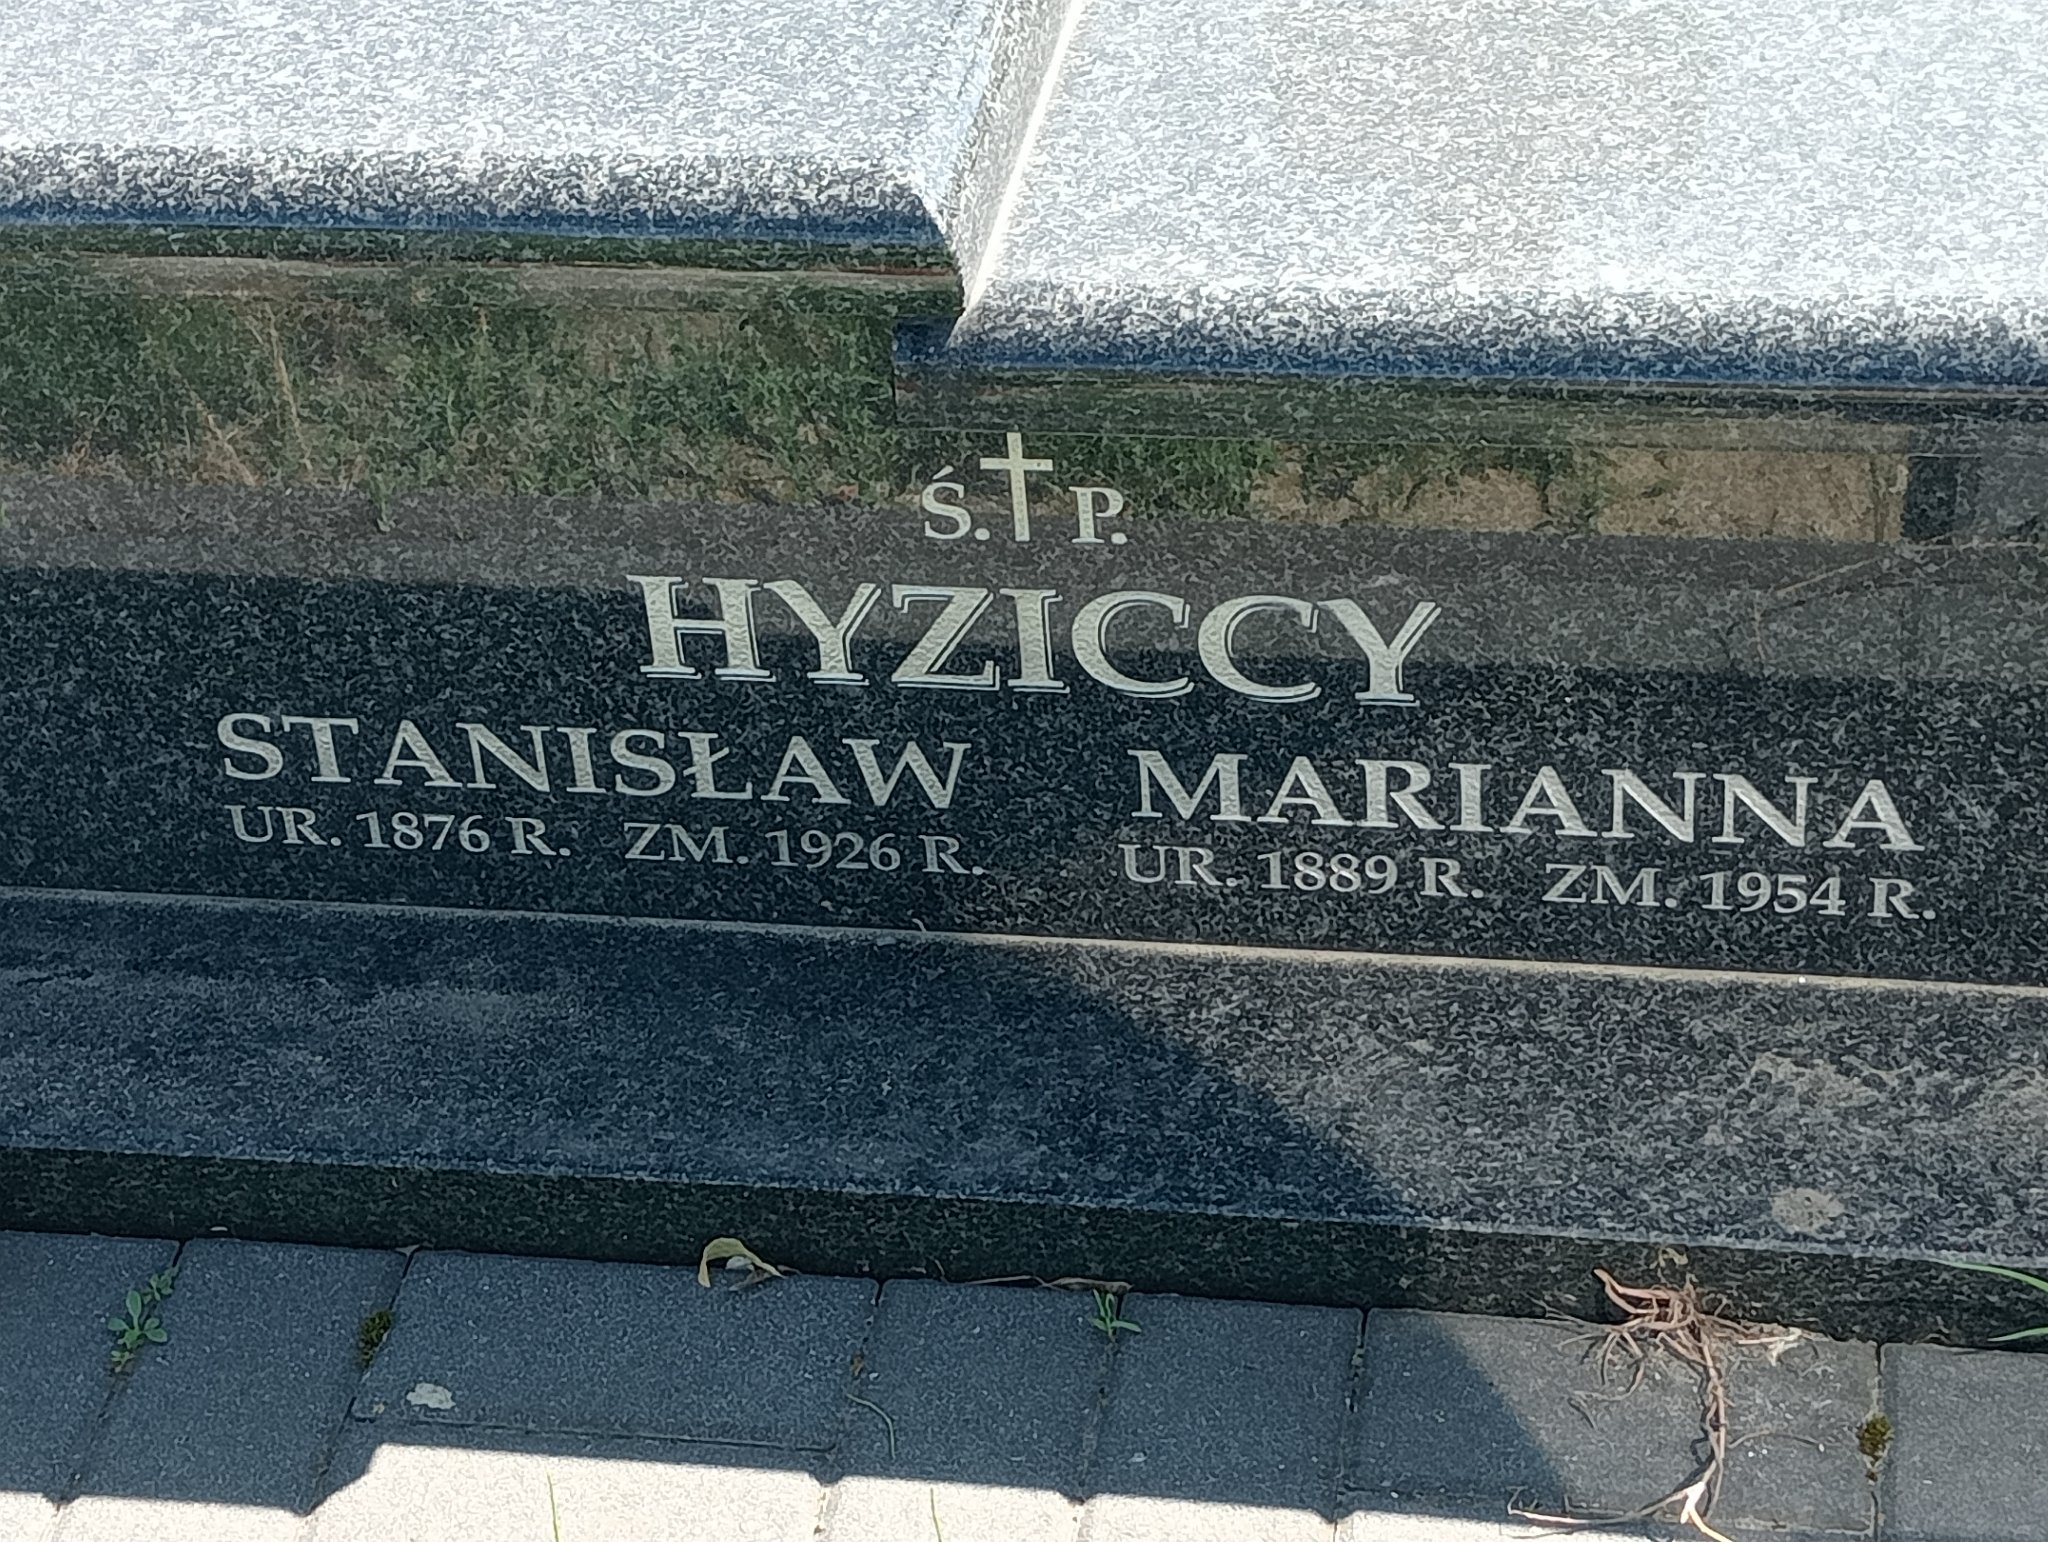 Ś.†P.
HYZICCY
STANISŁAW MARIANNA
UR. 1876 R. ZM. 1926 R. UR. 1889 R. ZM. 1954 R.